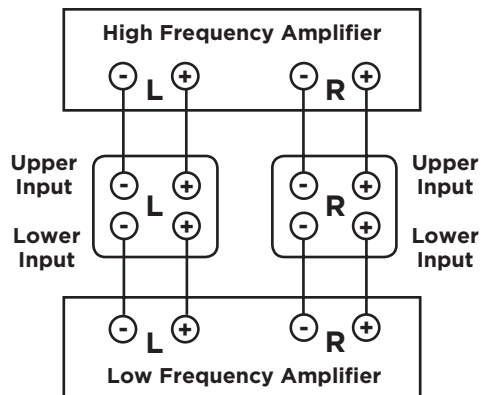 High Frequency Amplifier
- L + - R +
Upper
Input
- L + - R +
Upper
Input
Lower
Input
- + - +
Lower
Input
- L + - R +
Low Frequency Amplifier